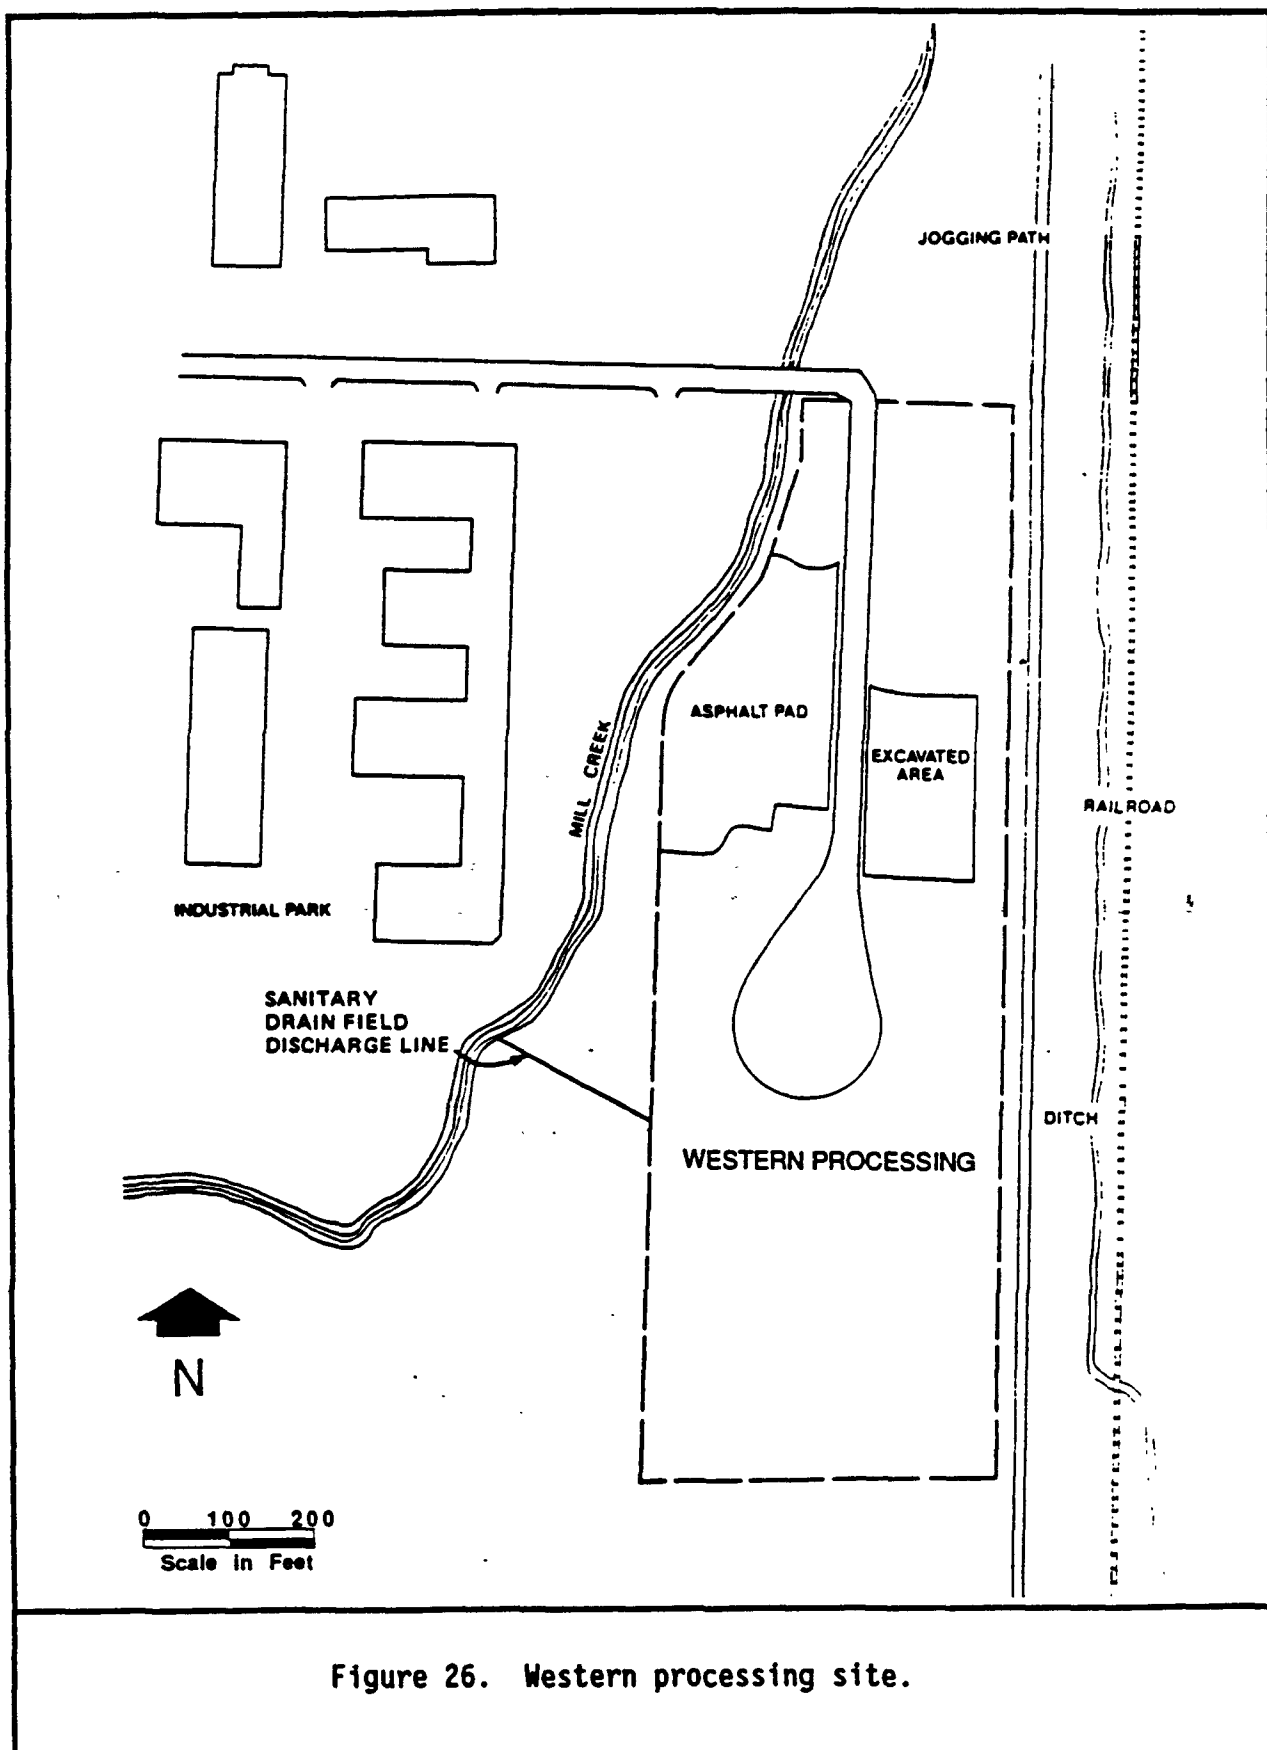 JOGGING PATH
ASPHALT PAD
EXCAVATED
AREA
MILL CREEK
RAILROAD
INDUSTRIAL PARK
SANITARY
DRAIN FIELD
DISCHARGE LINE
DITCH
WESTERN PROCESSING
N
0 100 200
Scale in Feet
Figure 26. Western processing site.